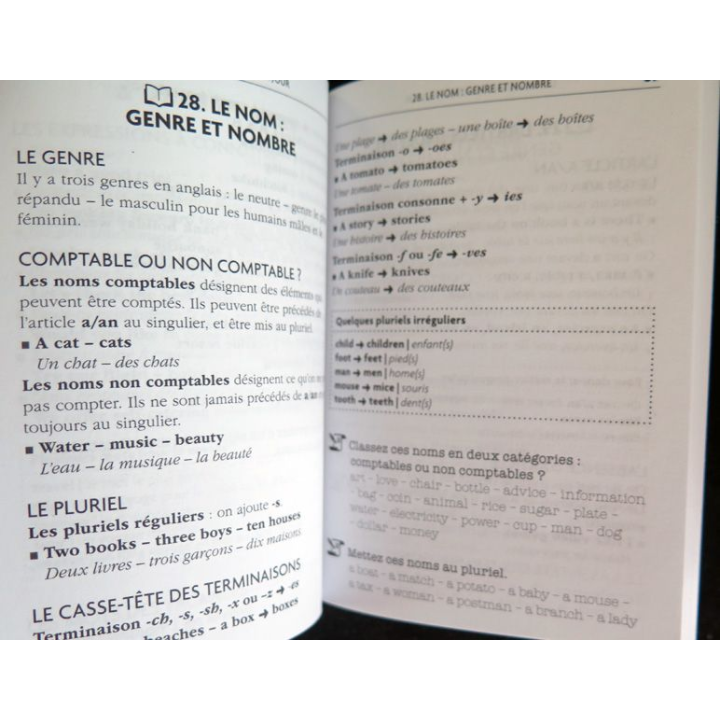 28. LE NOM :
GENRE ET NOMBRE
LE GENRE
Il y a trois genres en anglais : le neutre – genre le
répandu – le masculin pour les humains mâles et le
féminin.
COMPTABLE OU NON COMPTABLE ?
Les noms comptables désignent des éléments qui
peuvent être comptés. Ils peuvent être précédés de
l'article a/an au singulier, et être mis au pluriel.
■ A cat – cats
Un chat – des chats
Les noms non comptables désignent ce qu'on ne
pas compter. Ils ne sont jamais précédés de a/an
toujours au singulier.
■ Water – music – beauty
L'eau – la musique – la beauté
LE PLURIEL
Les pluriels réguliers : on ajoute -s.
■ Two books – three boys – ten houses
Deux livres – trois garçons – dix maisons
LE CASSE-TÊTE DES TERMINAISONS
Terminaison -ch, -s, -sh, -x ou -z ➔ -es
beaches – a box ➔ boxes
28. LE NOM : GENRE ET NOMBRE
Une plage ➔ des plages – une boîte ➔ des boîtes
Terminaison -o ➔ -oes
■ A tomato ➔ tomatoes
Une tomate – des tomates
Terminaison consonne + -y ➔ ies
■ A story ➔ stories
Une histoire ➔ des histoires
Terminaison -f ou -fe ➔ -ves
■ A knife ➔ knives
Un couteau ➔ des couteaux
Quelques pluriels irréguliers
child ➔ children | enfant(s)
foot ➔ feet | pied(s)
man ➔ men | home(s)
mouse ➔ mice | souris
tooth ➔ teeth | dent(s)
Classez ces noms en deux catégories :
comptables ou non comptables ?
art – love – chair – bottle – advice – information
– bag – coin – animal – rice – sugar – plate –
water – electricity – power – cup – man – dog
– dollar – money
Mettez ces noms au pluriel.
a boat – a match – a potato – a baby – a mouse –
a tax – a woman – a postman – a branch – a lady